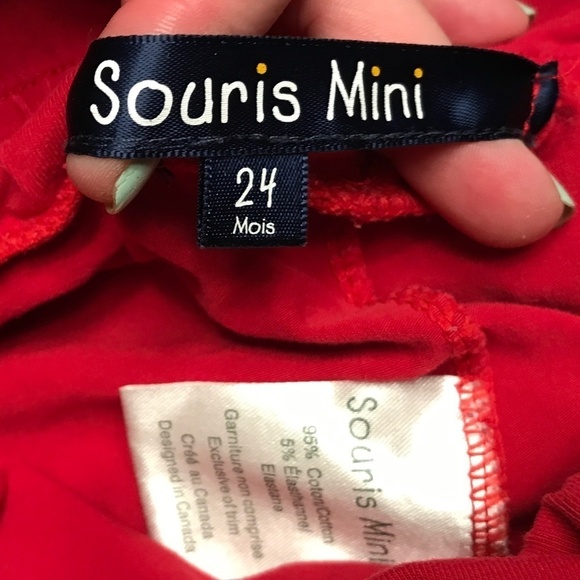 Souris Mini
24
Mois
Souris Mini
95% Coton/Cotton
5% Élasthanne/
Elastane
Garniture non comprise
Exclusive of trim
Créé au Canada
Designed in Canada